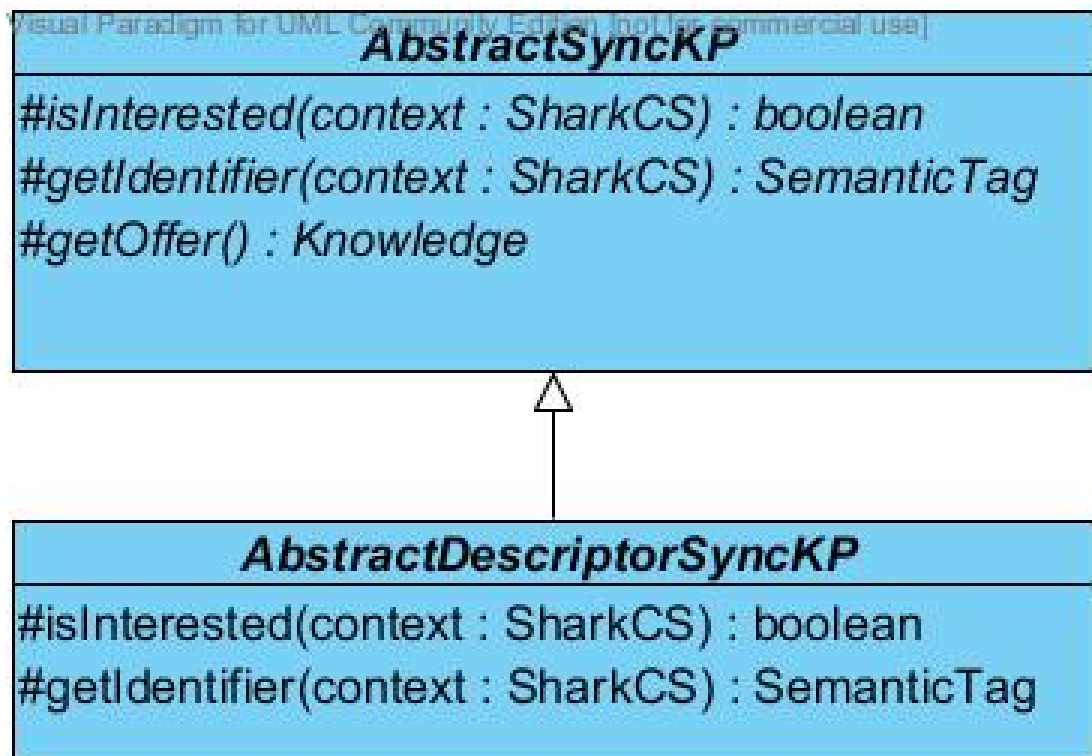 Visual Paradigm for UML Community Edition [not for commercial use]
AbstractSyncKP
#isInterested(context : SharkCS) : boolean
#getIdentifier(context : SharkCS) : SemanticTag
#getOffer() : Knowledge
AbstractDescriptorSyncKP
#isInterested(context : SharkCS) : boolean
#getIdentifier(context : SharkCS) : SemanticTag